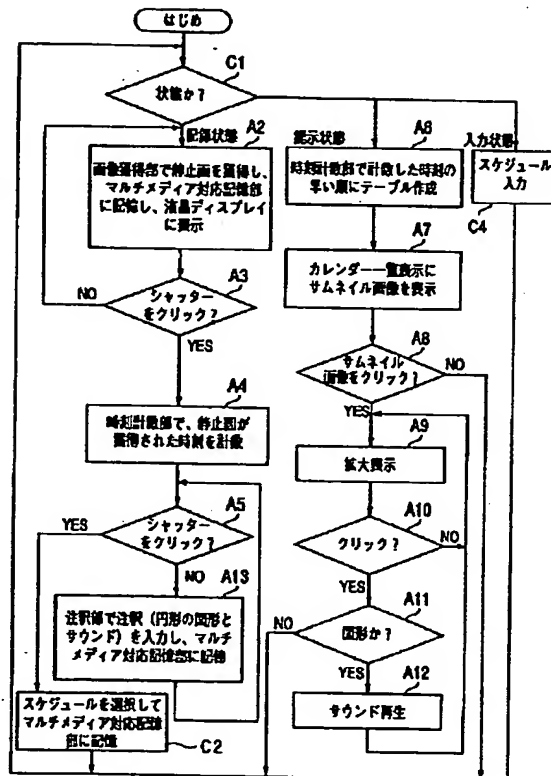 はじめ
C1
状態か?
A2
記録状態
画像獲得部で静止画を獲得し、
マルチメディア対応記憶部
に記憶し、液晶ディスプレイ
に提示
A3
シャッター
をクリック?
NO
YES
A4
時刻計数部で、静止図が
獲得された時刻を計数
A5
シャッター
をクリック?
YES
NO
A13
注釈部で注釈(円形の図形と
サウンド)を入力し、マルチ
メディア対応記憶部に記憶
スケジュールを選択して
マルチメディア対応記憶
部に記憶
C2
提示状態
A6
時刻計数部で計数した時刻の
早い順にテーブル作成
A7
カレンダー一覧表示に
サムネイル画像を表示
A8
サムネイル
画像をクリック?
NO
YES
A9
拡大表示
A10
クリック?
NO
YES
A11
図形か?
NO
YES
A12
サウンド再生
入力状態
スケジュール
入力
C4